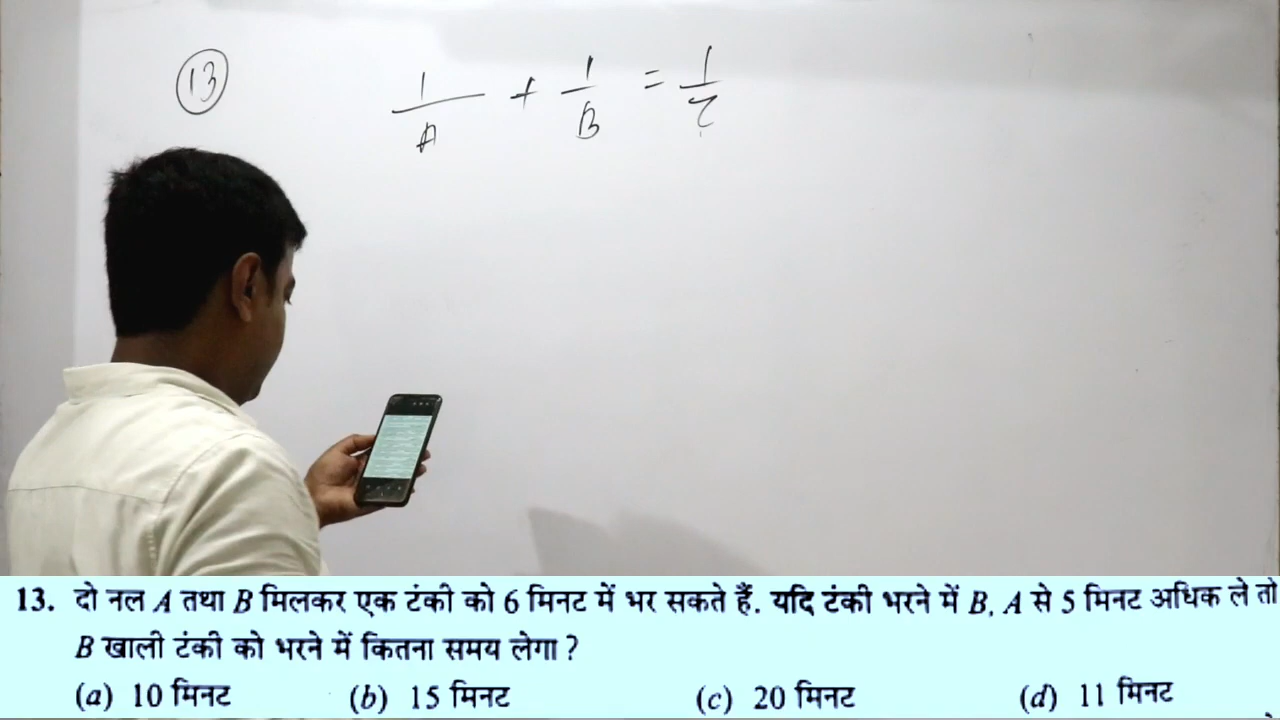 13
1/A + 1/B = 1/
13. दो नल A तथा B मिलकर एक टंकी को 6 मिनट में भर सकते हैं. यदि टंकी भरने में B, A से 5 मिनट अधिक ले तो
B खाली टंकी को भरने में कितना समय लेगा ?
(a) 10 मिनट (b) 15 मिनट (c) 20 मिनट (d) 11 मिनट